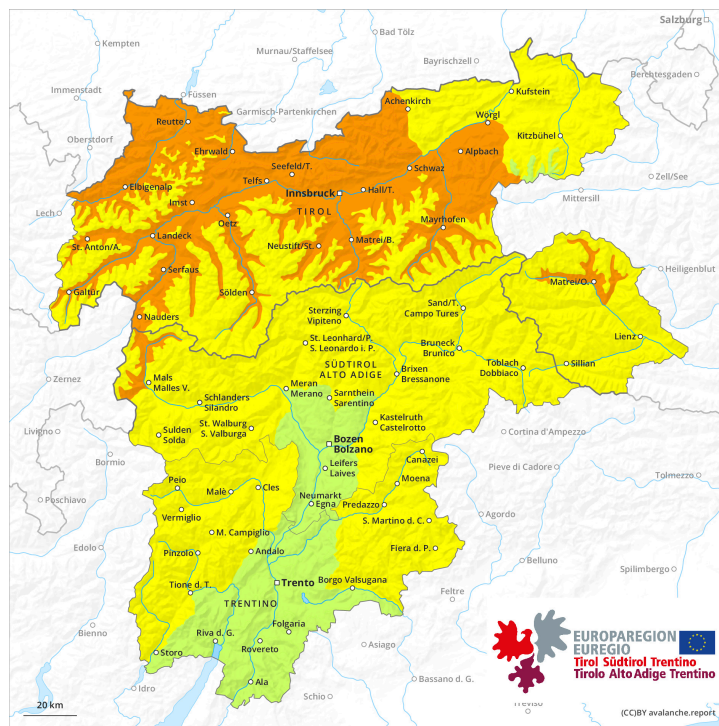 Salzburg
Bad Tölz
Kempten
Murnau/Staffelsee
Bayrischzell
Berchtesgaden
Immenstadt
Füssen
Achenkirch
Kufstein
Garmisch-Partenkirchen
Wörgl
Reutte
Oberstdorf
Kitzbühel
Ehrwald
Alpbach
Seefeld/T.
Schwaz
Telfs
Zell/See
Elbigenalp
Innsbruck
Hall/T.
Mittersill
Imst
Lech
TIROL
Oetz
Mayrhofen
Landeck
St. Anton/A.
Neustift/St.
Matrei/B.
Serfaus
Heiligenblut
Matrei/O.
Galtür
Sölden
Sand/T.
Campo Tures
Nauders
Sterzing
Vipiteno
Lienz
St. Leonhard/P.
S. Leonardo i. P.
Bruneck
Brunico
Toblach
Dobbiaco
Sillian
SÜDTIROL
ALTO ADIGE
Brixen
Bressanone
Zernez
Mals
Malles V.
Meran
Merano
Sarnthein
Sarentino
Schlanders
Silandro
Kastelruth
Castelrotto
Livigno
St. Walburg
S. Valburga
Sulden
Solda
Bozen
Bolzano
Cortina d'Ampezzo
Canazei
Bormio
Leifers
Laives
Pieve di Cadore
Tolmezzo
Peio
Moena
Malè
Cles
Neumarkt
Egna
Predazzo
Poschiavo
Vermiglio
Agordo
S. Martino d. C.
M. Campiglio
Edolo
Pinzolo
Andalo
Fiera d. P.
Belluno
Spilimbergo
Tione d. T.
Trento
Borgo Valsugana
Feltre
TRENTINO
Bienno
Folgaria
Riva d. G.
Rovereto
Asiago
Storo
Bassano d. G.
Ala
Idro
Schio
Treviso
EUROPAREGION
EUREGIO
Tirol Südtirol Trentino
Tirolo Alto Adige Trentino
20 km
(CC)BY avalanche.report